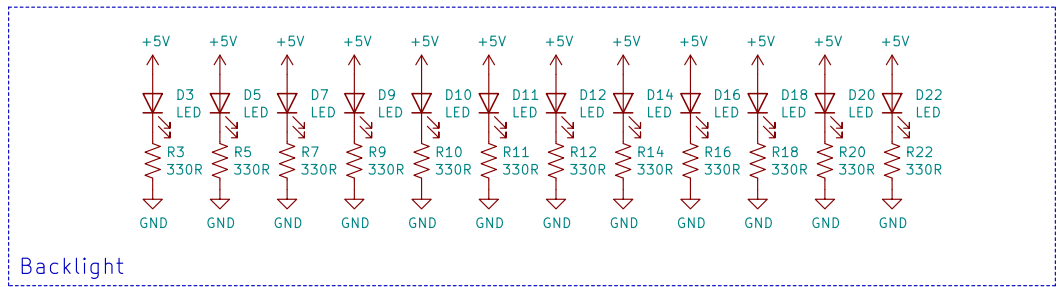 +5V +5V +5V +5V +5V +5V +5V +5V +5V +5V +5V +5V
D3 D5 D7 D9 D10 D11 D12 D14 D16 D18 D20 D22
LED LED LED LED LED LED LED LED LED LED LED LED
R3 R5 R7 R9 R10 R11 R12 R14 R16 R18 R20 R22
330R 330R 330R 330R 330R 330R 330R 330R 330R 330R 330R 330R
GND GND GND GND GND GND GND GND GND GND GND GND
Backlight